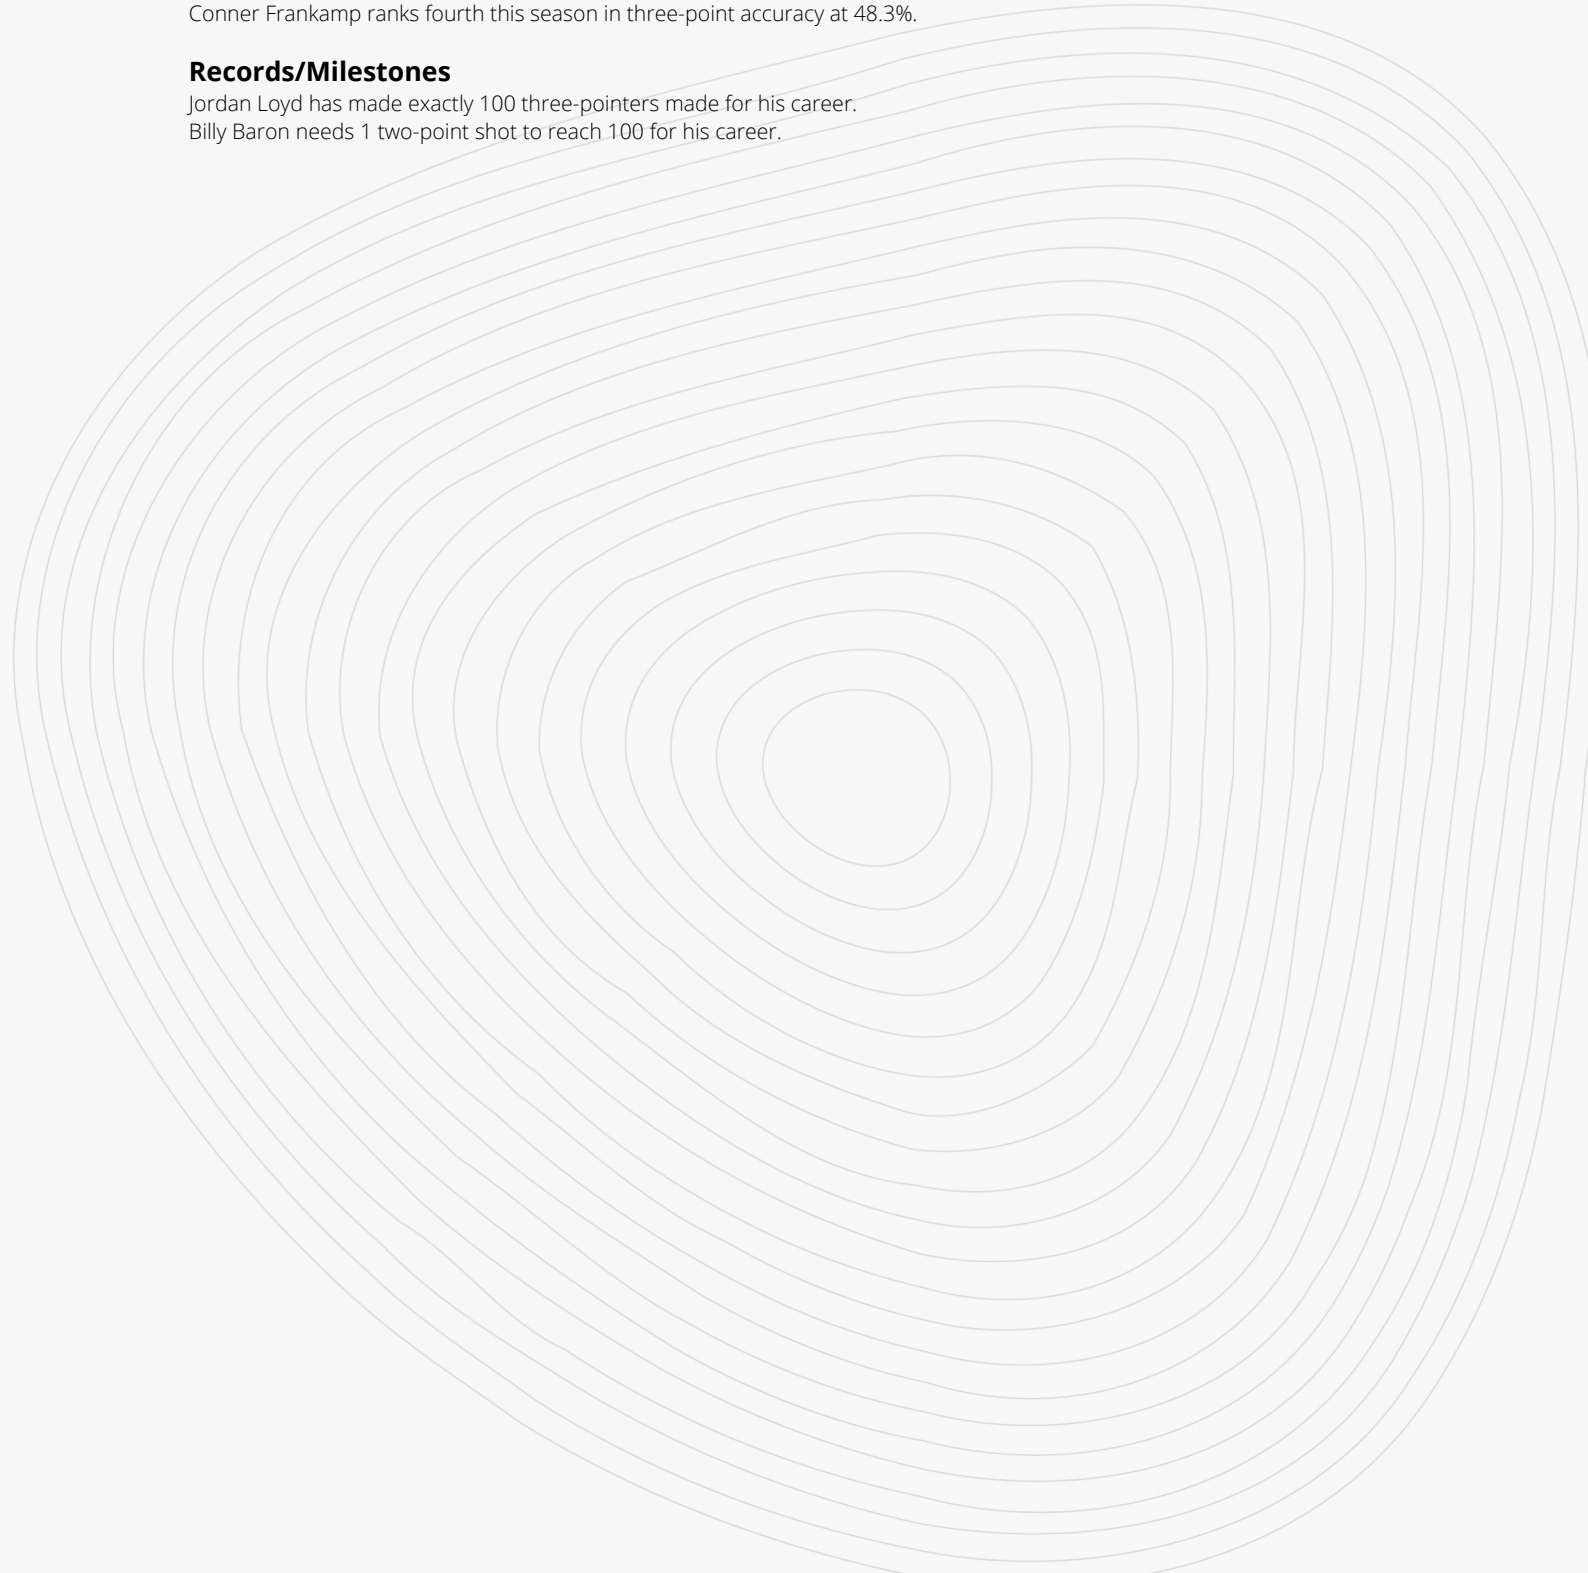 Conner Frankamp ranks fourth this season in three-point accuracy at 48.3%.
Records/Milestones
Jordan Loyd has made exactly 100 three-pointers made for his career.
Billy Baron needs 1 two-point shot to reach 100 for his career.